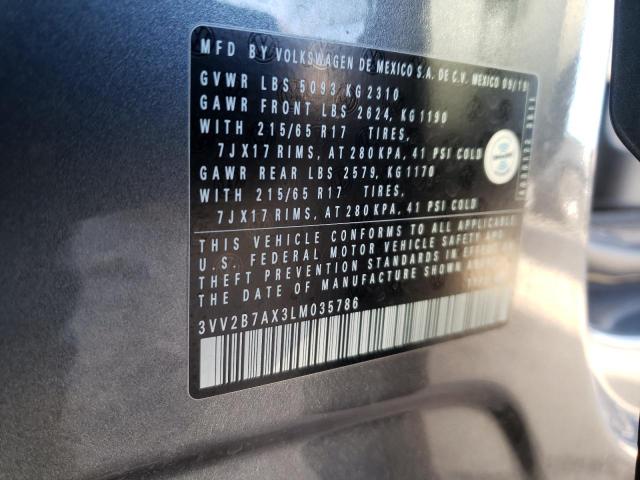 MFD BY VOLKSWAGEN DE MEXICO S.A. DE C.V. MEXICO 09/19
GVWR LBS 5093 KG 2310
GAWR FRONT LBS 2624, KG 1190
WITH 215/65 R17 TIRES,
7JX17 RIMS, AT 280 KPA, 41 PSI COLD
GAWR REAR LBS 2579, KG 1170
WITH 215/65 R17 TIRES,
7JX17 RIMS, AT 280 KPA, 41 PSI COLD
THIS VEHICLE CONFORMS TO ALL APPLICABLE
U.S. FEDERAL MOTOR VEHICLE SAFETY AND
THEFT PREVENTION STANDARDS IN EFFECT ON
THE DATE OF MANUFACTURE SHOWN
3VV2B7AX3LM035786